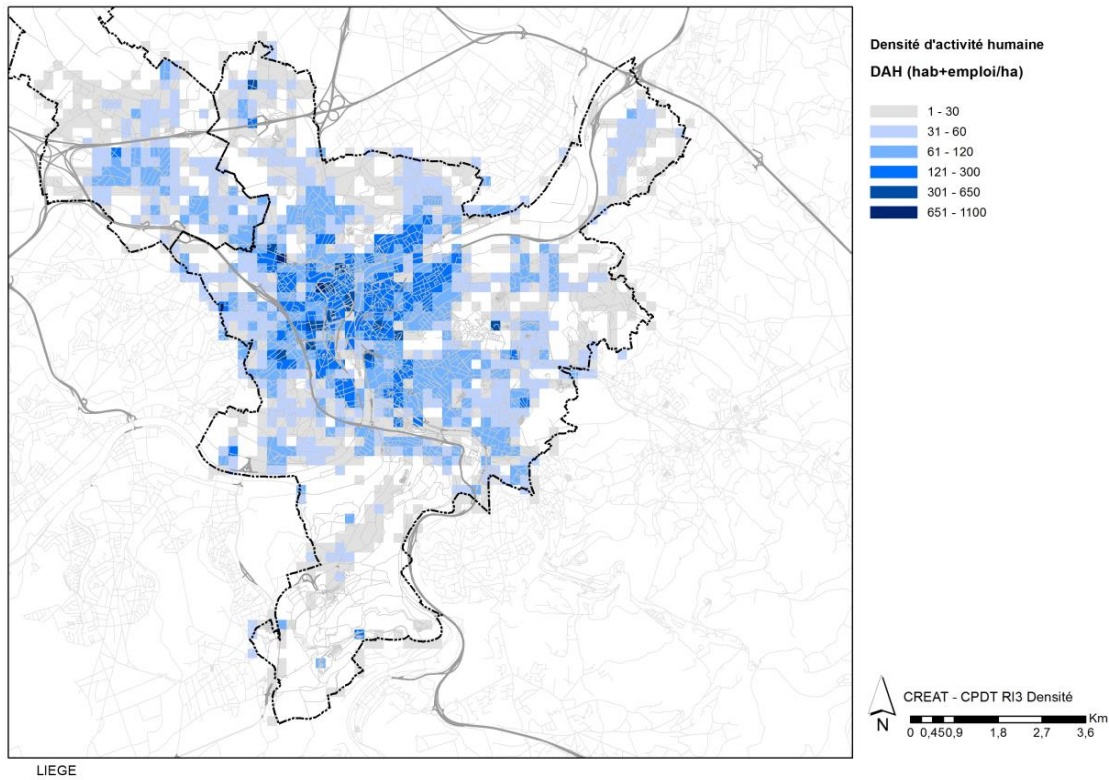 Densité d'activité humaine
DAH (hab+emploi/ha)
1 - 30
31 - 60
61 - 120
121 - 300
301 - 650
651 - 1100
CREAT - CPDT RI3 Densité
N
Km
0 0,450,9 1,8 2,7 3,6
LIEGE